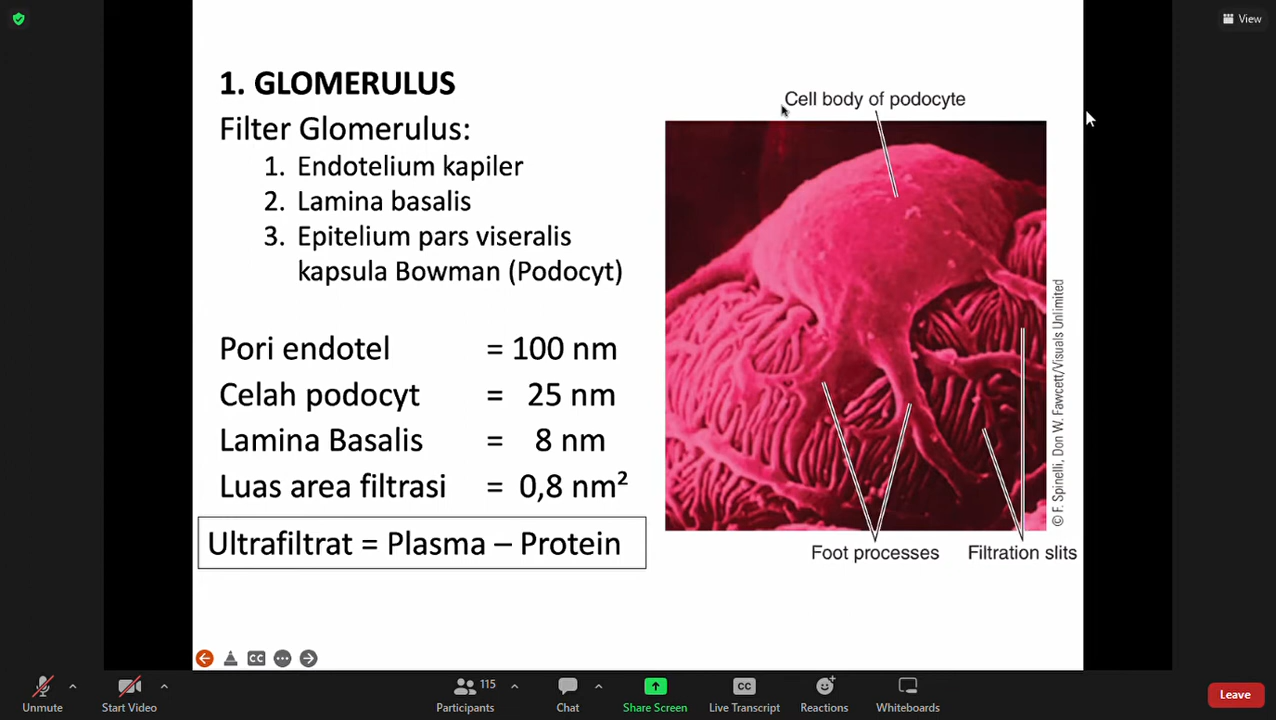 View
1. GLOMERULUS
Filter Glomerulus:
1. Endotelium kapiler
2. Lamina basalis
3. Epitelium pars viseralis
kapsula Bowman (Podocyt)
Pori endotel = 100 nm
Celah podocyt = 25 nm
Lamina Basalis = 8 nm
Luas area filtrasi = 0,8 nm²
Ultrafiltrat = Plasma – Protein
Cell body of podocyte
© F. Spinelli, Don W. Fawcett/Visuals Unlimited
Foot processes Filtration slits
CC
Unmute Start Video Participants 115 Chat Share Screen CC Live Transcript Reactions Whiteboards Leave